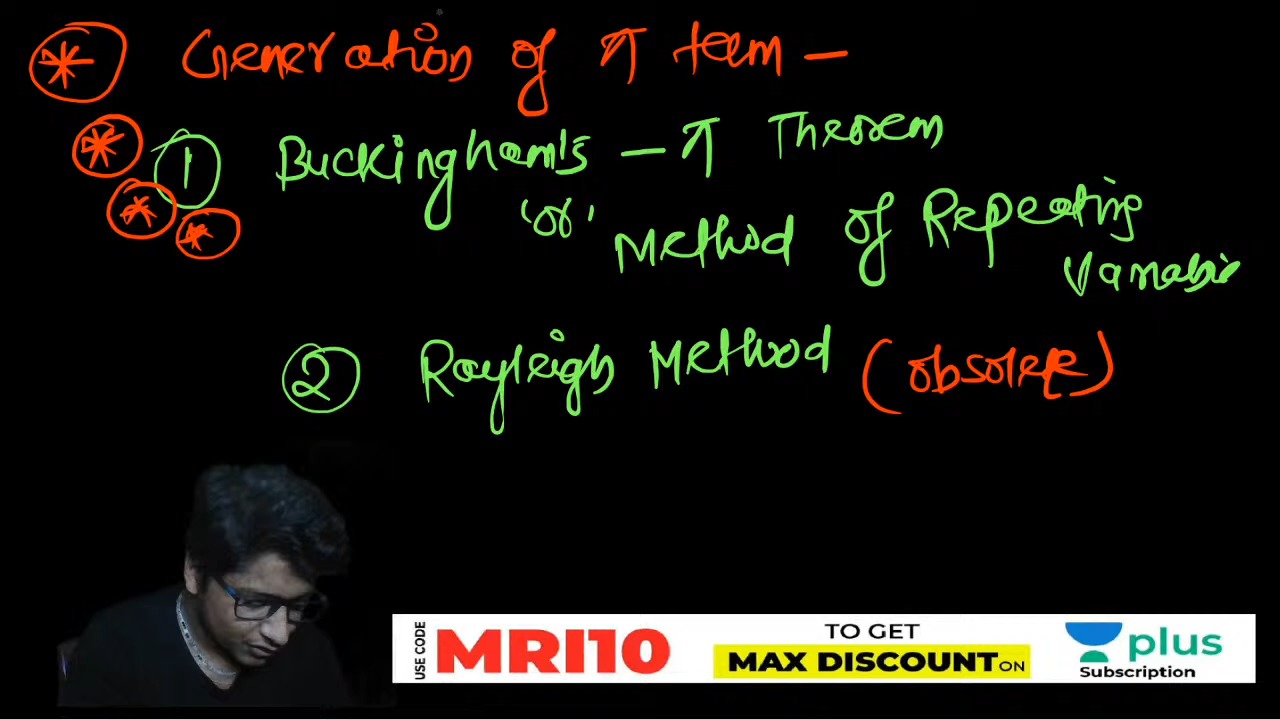 * Generation of π term -
* 1 Buckingham's - π Theorem
* * 'or' Method of Repeating
Variable
2 Rayleigh Method (obsolete)
USE CODE MRI10 TO GET MAX DISCOUNT ON plus Subscription